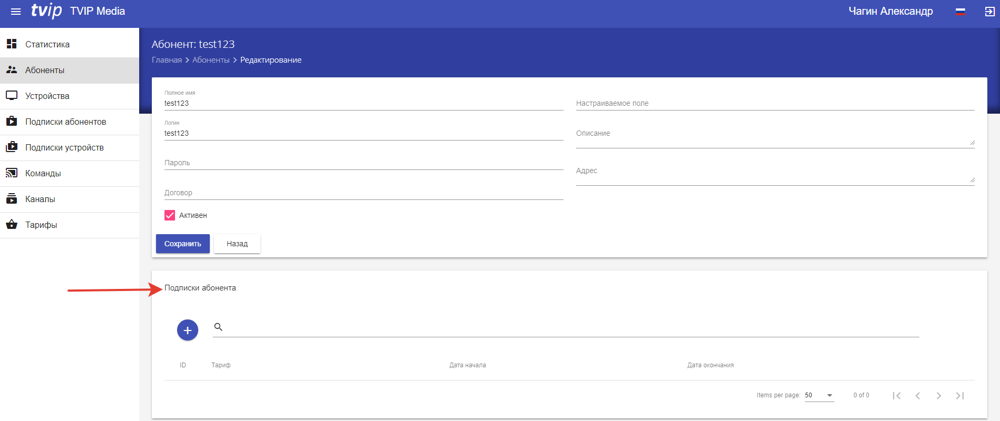 tvip TVIP Media
Чагин Александр
Статистика
Абоненты
Устройства
Подписки абонентов
Подписки устройств
Команды
Каналы
Тарифы
Абонент: test123
Главная > Абоненты > Редактирование
Полное имя
test123
Логин
test123
Пароль
Договор
Активен
Настраиваемое поле
Описание
Адрес
Сохранить Назад
Подписки абонента
+
ID Тариф Дата начала Дата окончания
Items per page: 50 0 of 0